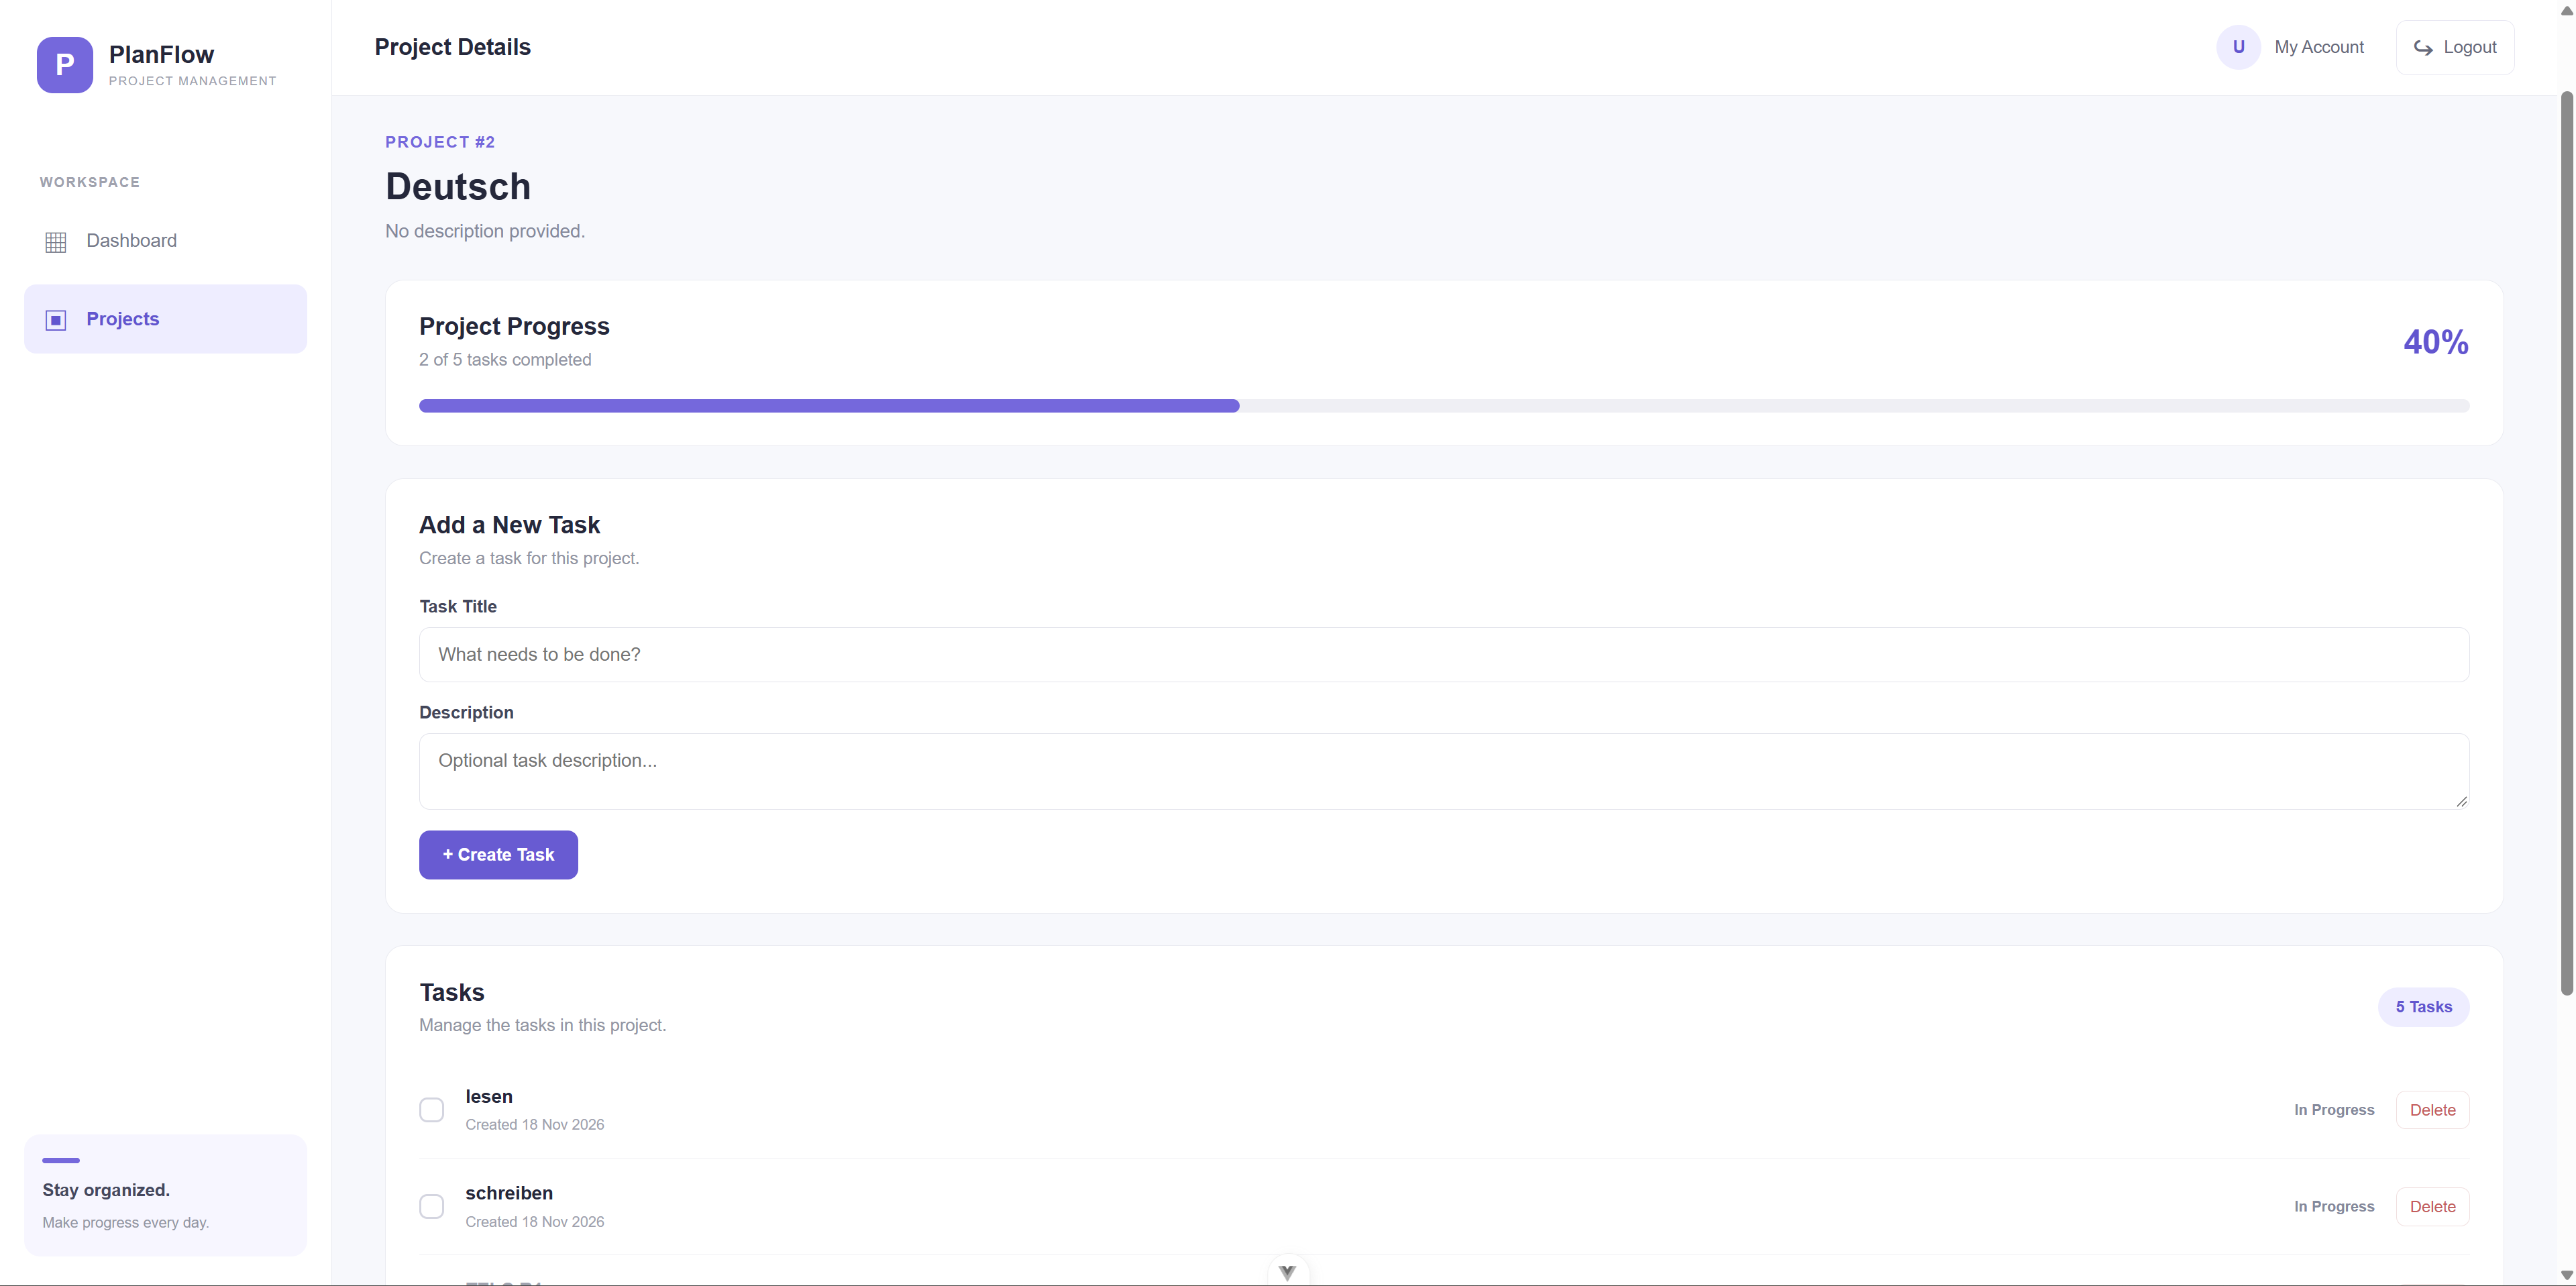 P
PlanFlow
PROJECT MANAGEMENT
WORKSPACE
Dashboard
Projects
Stay organized.
Make progress every day.
Project Details
U
My Account
Logout
PROJECT #2
Deutsch
No description provided.
Project Progress
2 of 5 tasks completed
40%
Add a New Task
Create a task for this project.
Task Title
What needs to be done?
Description
Optional task description...
+ Create Task
Tasks
Manage the tasks in this project.
5 Tasks
lesen
Created 18 Nov 2026
In Progress
Delete
schreiben
Created 18 Nov 2026
In Progress
Delete